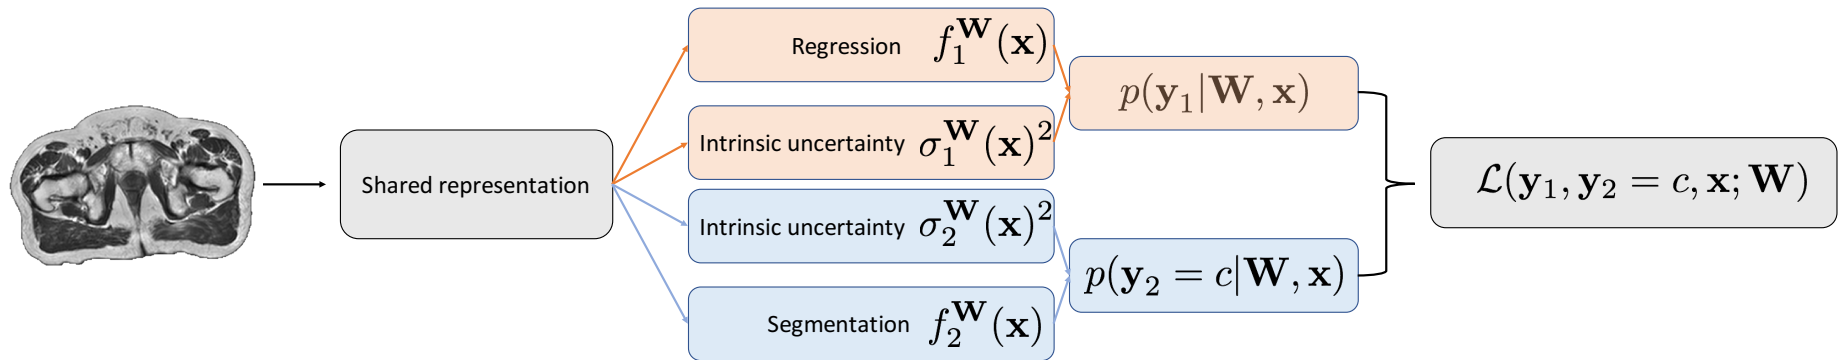 Regression f_1^W(x)
Intrinsic uncertainty σ_1^W(x)^2
Shared representation
Intrinsic uncertainty σ_2^W(x)^2
Segmentation f_2^W(x)
p(y_1|W, x)
p(y_2 = c|W, x)
ℒ(y_1, y_2 = c, x; W)